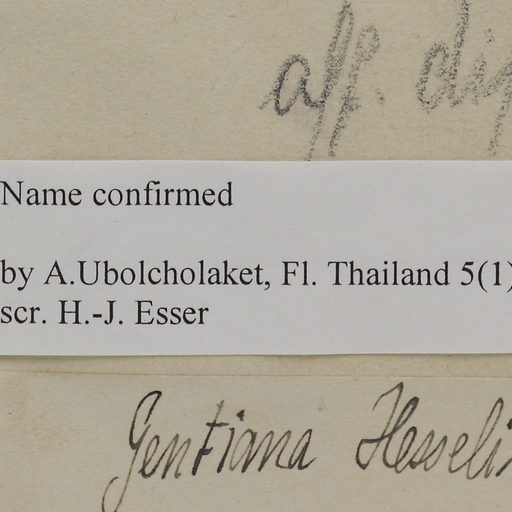 aff.
Name confirmed
by A.Ubolcholaket, Fl. Thailand 5(1)
scr. H.-J. Esser
Gentiana